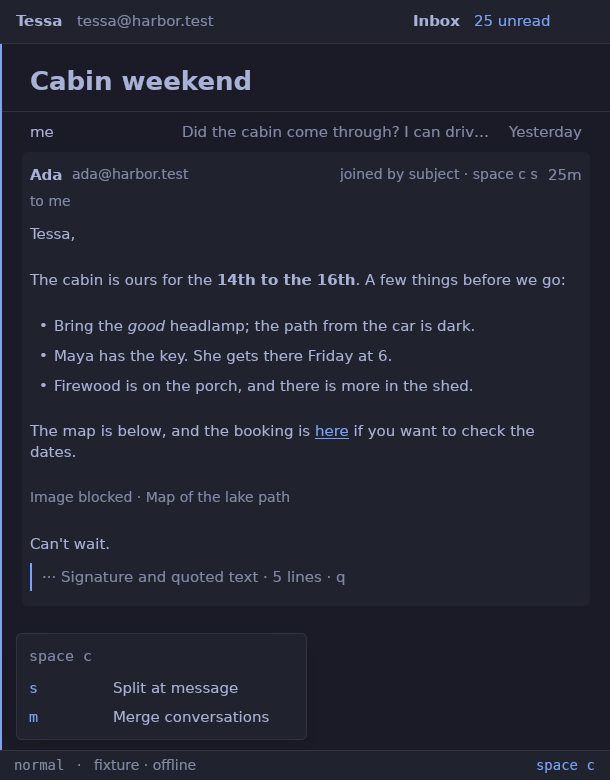 Tessa tessa@harbor.test Inbox 25 unread
Cabin weekend
me Did the cabin come through? I can driv… Yesterday
Ada ada@harbor.test joined by subject · space c s 25m
to me
Tessa,
The cabin is ours for the 14th to the 16th. A few things before we go:
• Bring the good headlamp; the path from the car is dark.
• Maya has the key. She gets there Friday at 6.
• Firewood is on the porch, and there is more in the shed.
The map is below, and the booking is here if you want to check the
dates.
Image blocked · Map of the lake path
Can't wait.
··· Signature and quoted text · 5 lines · q
space c
s Split at message
m Merge conversations
normal · fixture · offline space c